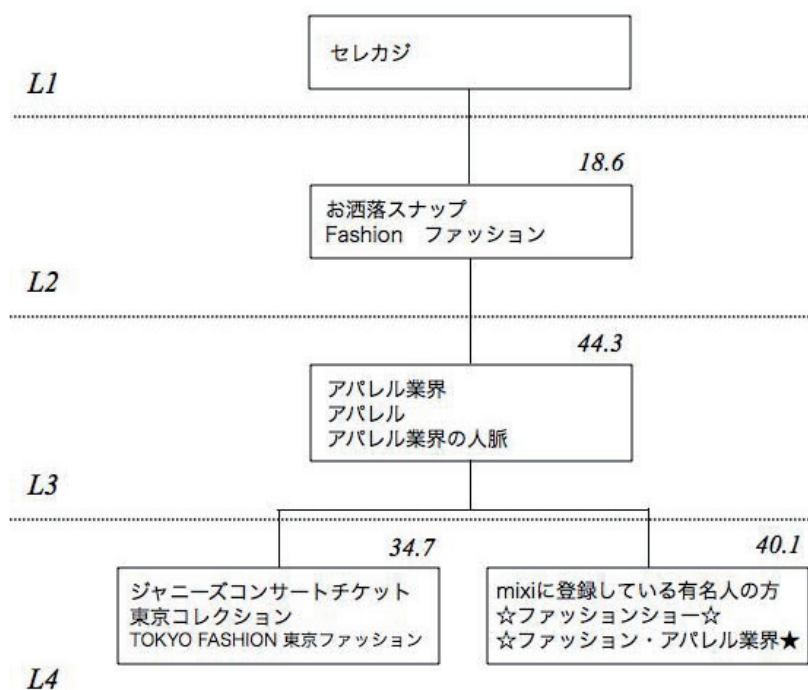 セレカジ
L1
18.6
お洒落スナップ
Fashion　ファッション
L2
44.3
アパレル業界
アパレル
アパレル業界の人脈
L3
34.7
ジャニーズコンサートチケット
東京コレクション
TOKYO FASHION 東京ファッション
40.1
mixiに登録している有名人の方
☆ファッションショー☆
☆ファッション・アパレル業界★
L4